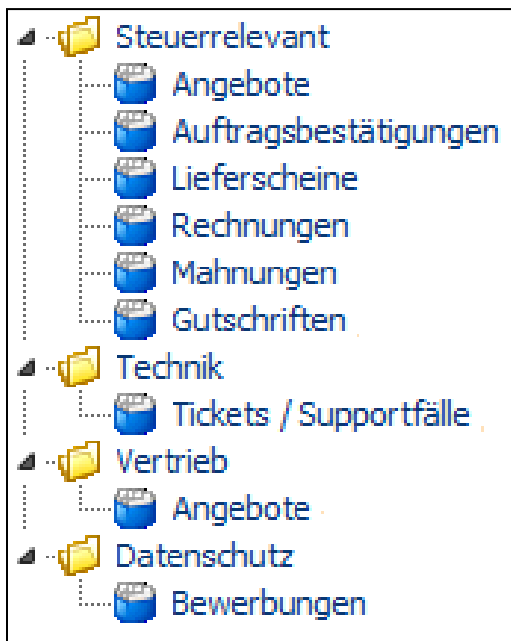 Steuerrelevant
Angebote
Auftragsbestätigungen
Lieferscheine
Rechnungen
Mahnungen
Gutschriften
Technik
Tickets / Supportfälle
Vertrieb
Angebote
Datenschutz
Bewerbungen